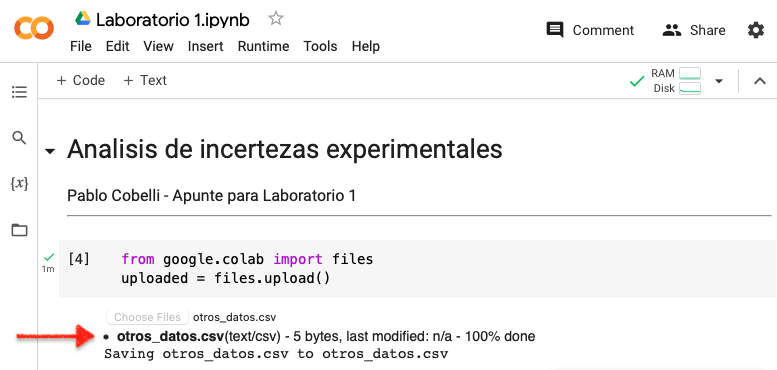 Laboratorio 1.ipynb
Comment
Share
File Edit View Insert Runtime Tools Help
+ Code + Text
RAM
Disk
{x}
Analisis de incertezas experimentales
Pablo Cobelli - Apunte para Laboratorio 1
[4] from google.colab import files
1m
uploaded = files.upload()
Choose Files otros_datos.csv
• otros_datos.csv(text/csv) - 5 bytes, last modified: n/a - 100% done
Saving otros_datos.csv to otros_datos.csv